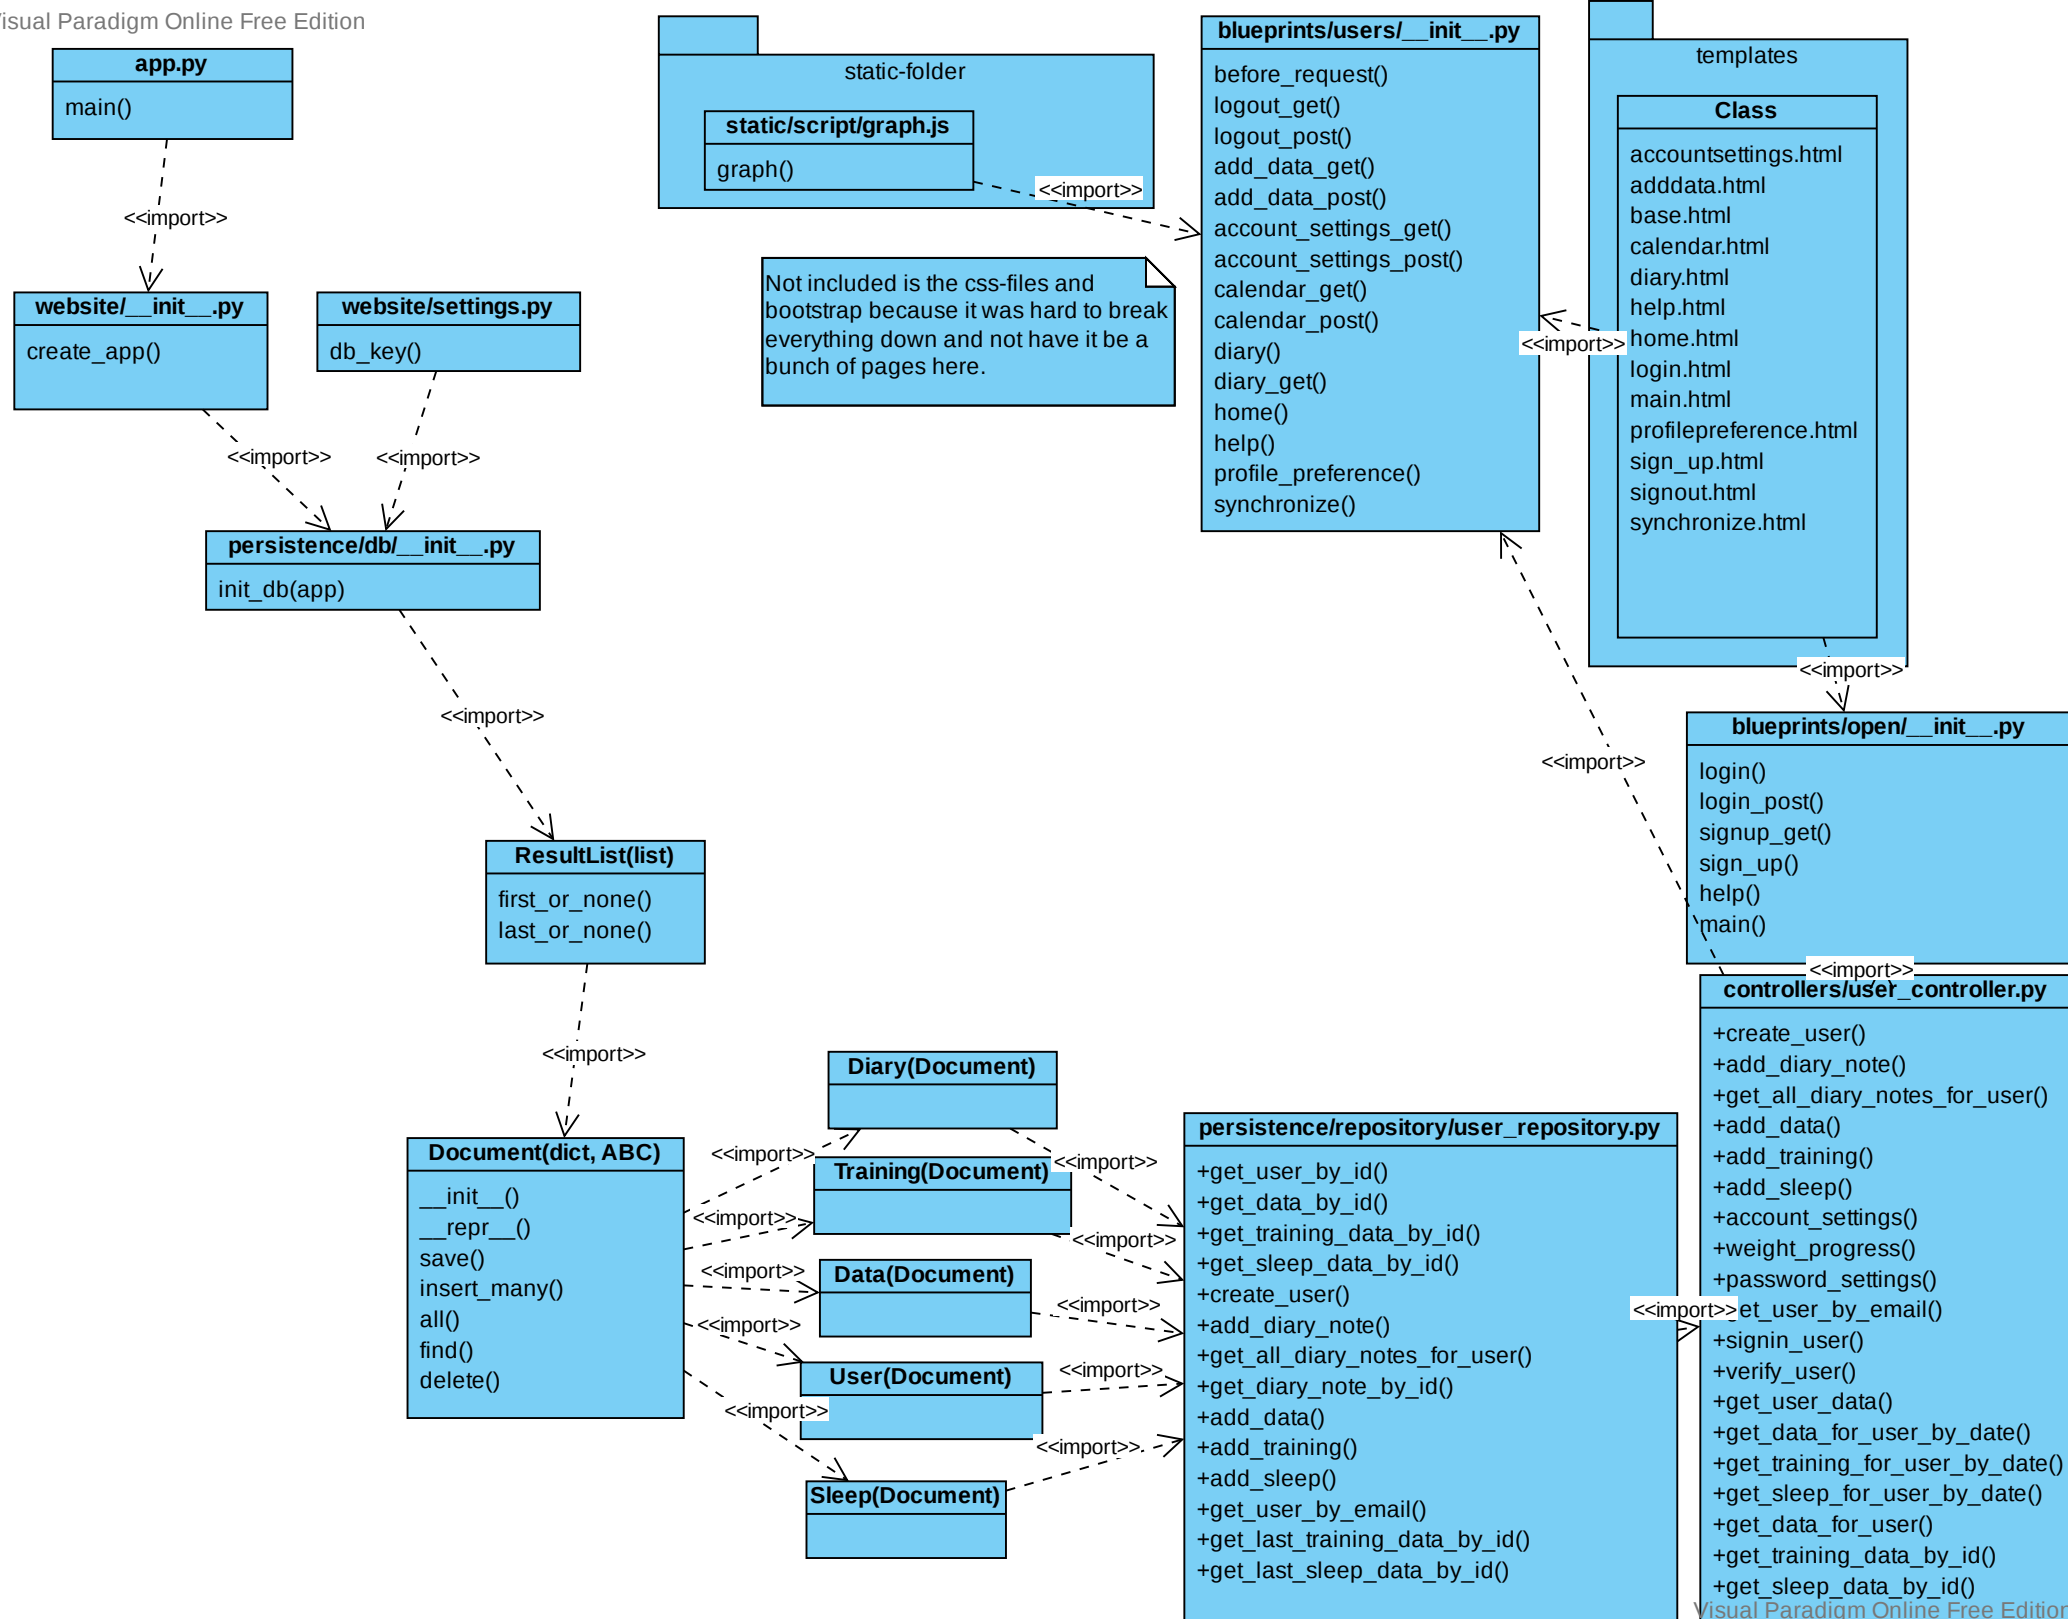 Visual Paradigm Online Free Edition
app.py
main()
<<import>>
website/__init__.py
create_app()
website/settings.py
db_key()
<<import>>
<<import>>
persistence/db/__init__.py
init_db(app)
<<import>>
ResultList(list)
first_or_none()
last_or_none()
<<import>>
Document(dict, ABC)
__init__()
__repr__()
save()
insert_many()
all()
find()
delete()
<<import>>
<<import>>
<<import>>
<<import>>
<<import>>
Diary(Document)
Training(Document)
Data(Document)
User(Document)
Sleep(Document)
<<import>>
<<import>>
<<import>>
<<import>>
<<import>>
static-folder
static/script/graph.js
graph()
<<import>>
Not included is the css-files and
bootstrap because it was hard to break
everything down and not have it be a
bunch of pages here.
blueprints/users/__init__.py
before_request()
logout_get()
logout_post()
add_data_get()
add_data_post()
account_settings_get()
account_settings_post()
calendar_get()
calendar_post()
diary()
diary_get()
home()
help()
profile_preference()
synchronize()
<<import>>
templates
Class
accountsettings.html
adddata.html
base.html
calendar.html
diary.html
help.html
home.html
login.html
main.html
profilepreference.html
sign_up.html
signout.html
synchronize.html
<<import>>
<<import>>
blueprints/open/__init__.py
login()
login_post()
signup_get()
sign_up()
help()
main()
<<import>>
persistence/repository/user_repository.py
+get_user_by_id()
+get_data_by_id()
+get_training_data_by_id()
+get_sleep_data_by_id()
+create_user()
+add_diary_note()
+get_all_diary_notes_for_user()
+get_diary_note_by_id()
+add_data()
+add_training()
+add_sleep()
+get_user_by_email()
+get_last_training_data_by_id()
+get_last_sleep_data_by_id()
<<import>>
controllers/user_controller.py
+create_user()
+add_diary_note()
+get_all_diary_notes_for_user()
+add_data()
+add_training()
+add_sleep()
+account_settings()
+weight_progress()
+password_settings()
et_user_by_email()
+signin_user()
+verify_user()
+get_user_data()
+get_data_for_user_by_date()
+get_training_for_user_by_date()
+get_sleep_for_user_by_date()
+get_data_for_user()
+get_training_data_by_id()
+get_sleep_data_by_id()
Visual Paradigm Online Free Edition